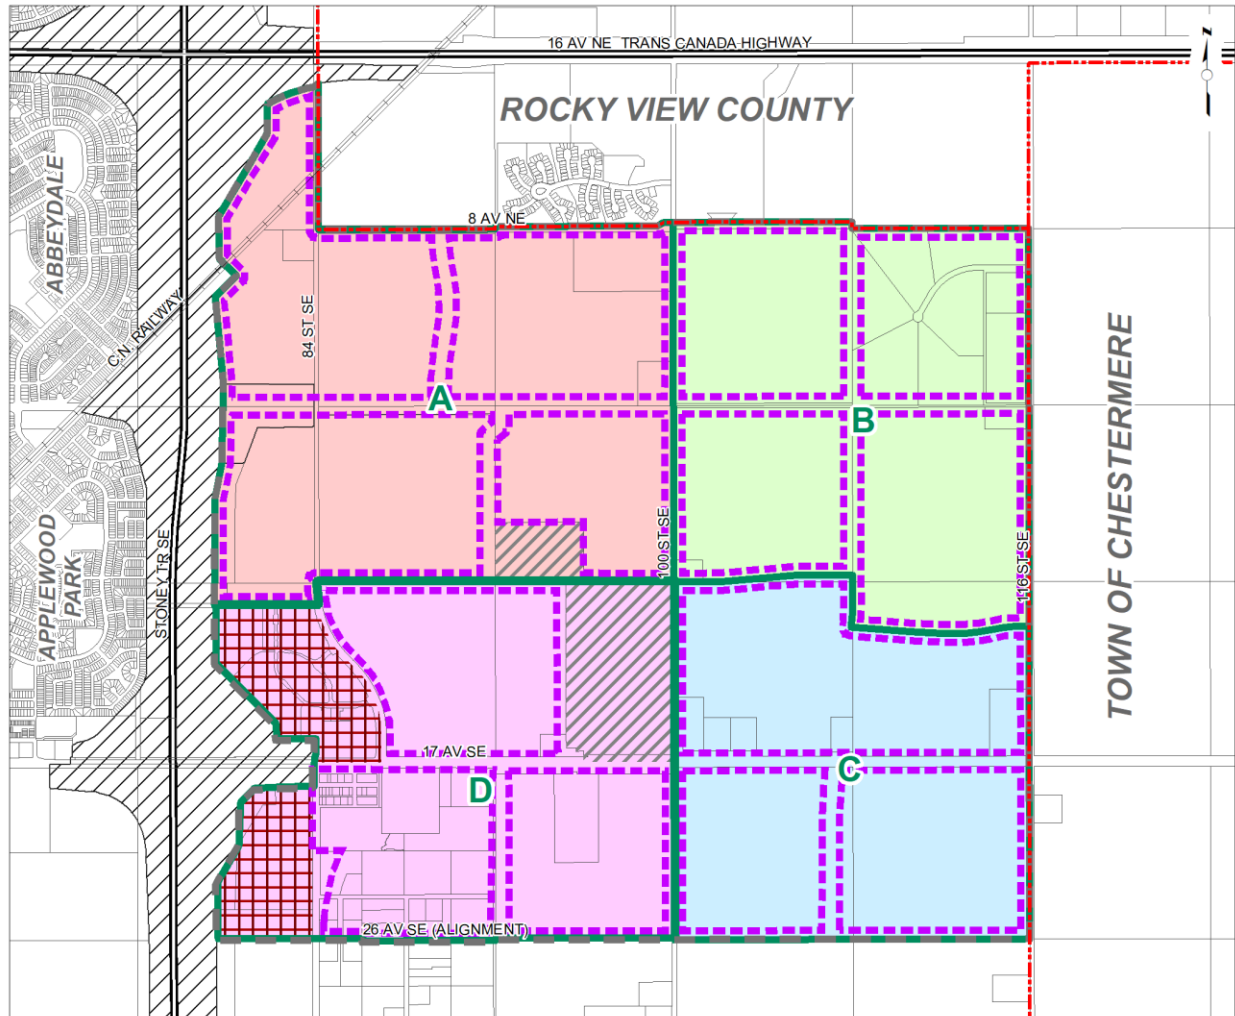 16 AV NE TRANS CANADA HIGHWAY
N
ROCKY VIEW COUNTY
ABBEYDALE
8 AV NE
C.N. RAILWAY
84 ST SE
A
B
TOWN OF CHESTERMERE
APPLEWOOD
PARK
STONEY TR SE
100 ST SE
116 ST SE
17 AV SE
C
D
26 AV SE (ALIGNMENT)